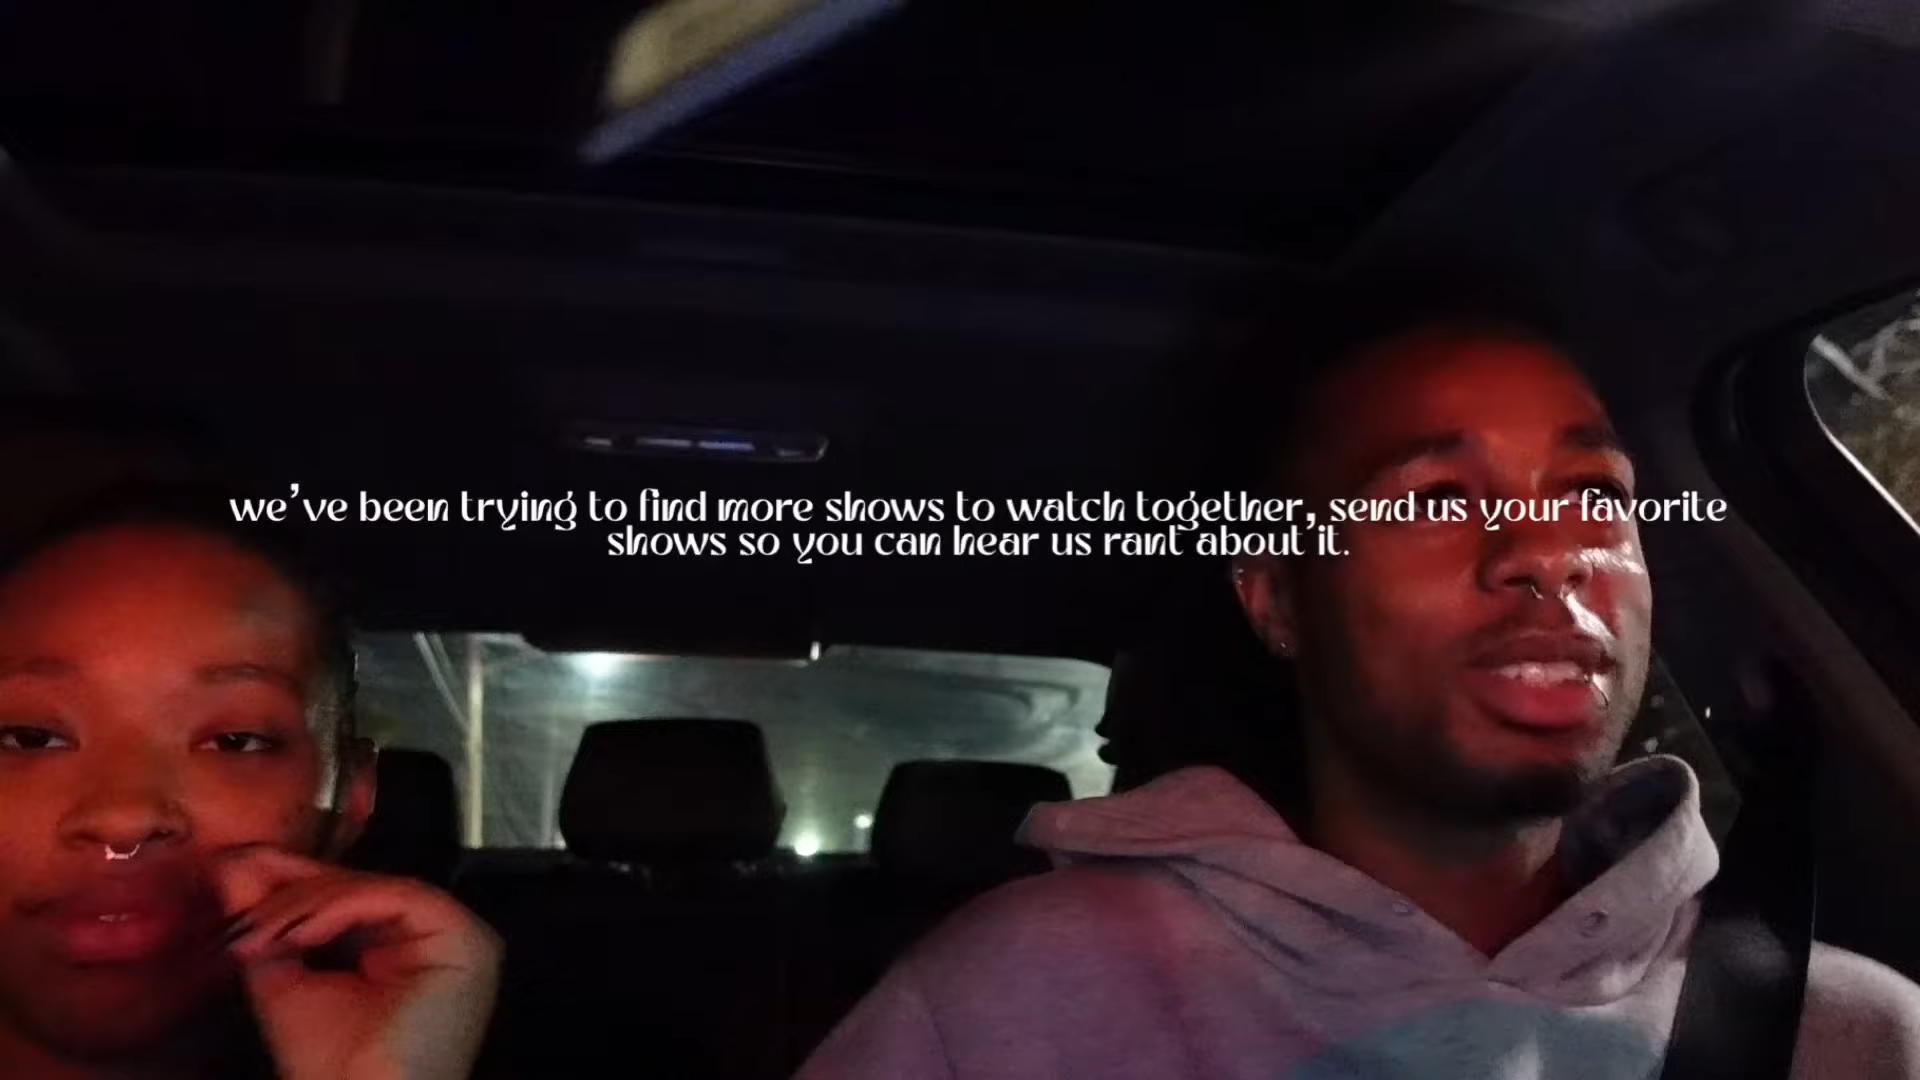 we've been trying to find more shows to watch together, send us your favorite
shows so you can hear us rant about it.